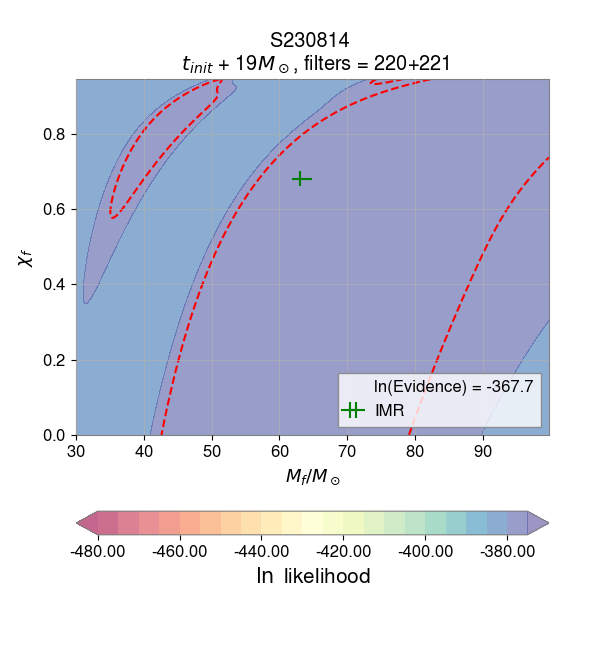 S230814
t_init + 19M_⊙, filters = 220+221
χ_f
0.8
0.6
0.4
0.2
0.0
30 40 50 60 70 80 90
M_f/M_⊙
ln(Evidence) = -367.7
IMR
-480.00 -460.00 -440.00 -420.00 -400.00 -380.00
ln likelihood